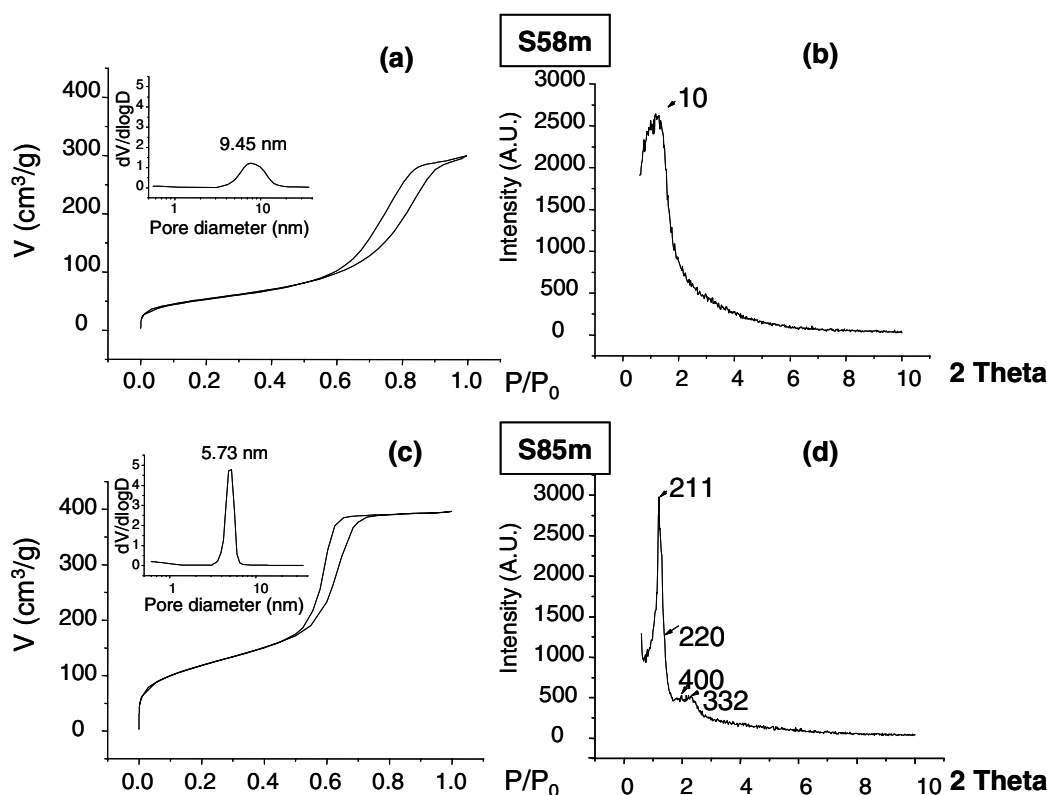 S58m
(a)
(b)
V (cm³/g)
400
300
200
100
0
0.0 0.2 0.4 0.6 0.8 1.0 P/P₀
dV/dlogD
5
4
3
2
1
0
9.45 nm
1 10
Pore diameter (nm)
Intensity (A.U.)
3000
2500
2000
1500
1000
500
0
10
0 2 4 6 8 10 2 Theta
S85m
(c)
(d)
V (cm³/g)
400
300
200
100
0
0.0 0.2 0.4 0.6 0.8 1.0 P/P₀
dV/dlogD
5
4
3
2
1
0
5.73 nm
1 10
Pore diameter (nm)
Intensity (A.U.)
3000
2500
3000
1500
1000
500
0
211
220
400
332
0 2 4 6 8 10 2 Theta